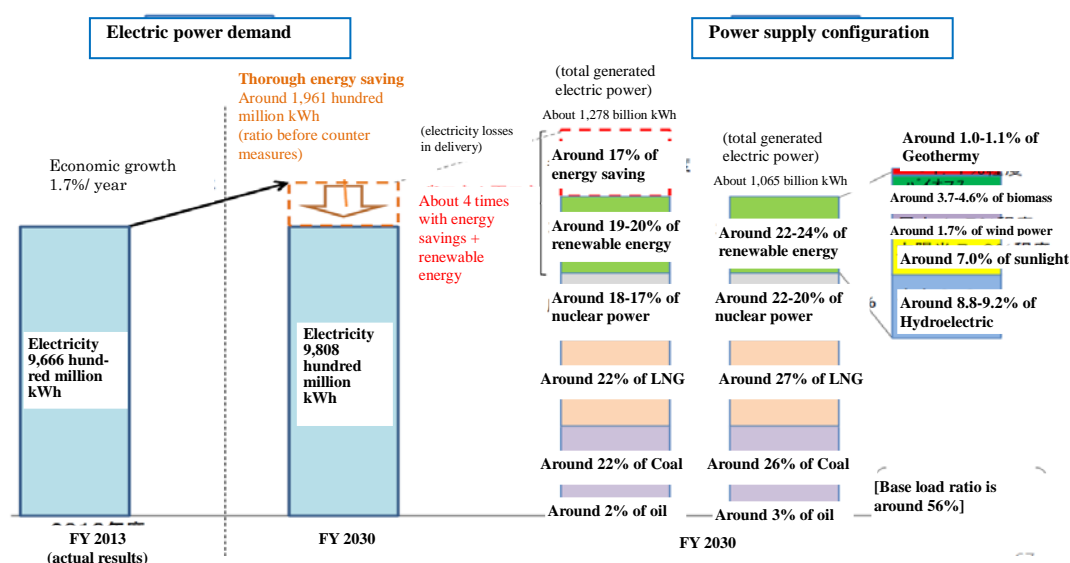 Electric power demand
Power supply configuration
Thorough energy saving
Around 1,961 hundred
million kWh
(ratio before counter
measures)
Economic growth
1.7%/ year
(electricity losses
in delivery)
About 4 times
with energy
savings +
renewable
energy
(total generated
electric power)
About 1,278 billion kWh
(total generated
electric power)
About 1,065 billion kWh
Electricity
9,666 hund-
red million
kWh
Electricity
9,808
hundred
million
kWh
Around 17% of
energy saving
Around 19-20% of
renewable energy
Around 18-17% of
nuclear power
Around 22% of LNG
Around 22% of Coal
Around 2% of oil
Around 22-24% of
renewable energy
Around 22-20% of
nuclear power
Around 27% of LNG
Around 26% of Coal
Around 3% of oil
Around 1.0-1.1% of
Geothermy
Around 3.7-4.6% of biomass
Around 1.7% of wind power
Around 7.0% of sunlight
Around 8.8-9.2% of
Hydroelectric
[Base load ratio is
around 56%]
FY 2013
(actual results)
FY 2030
FY 2030